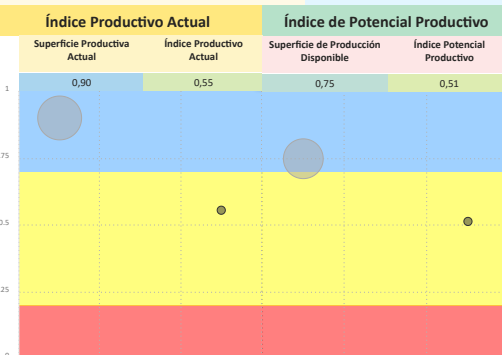 Índice Productivo Actual
Índice de Potencial Productivo
Superficie Productiva
Actual
Índice Productivo
Actual
Superficie de Producción
Disponible
Índice Potencial
Productivo
0,90
0,55
0,75
0,51
1
.75
0.5
.25
0